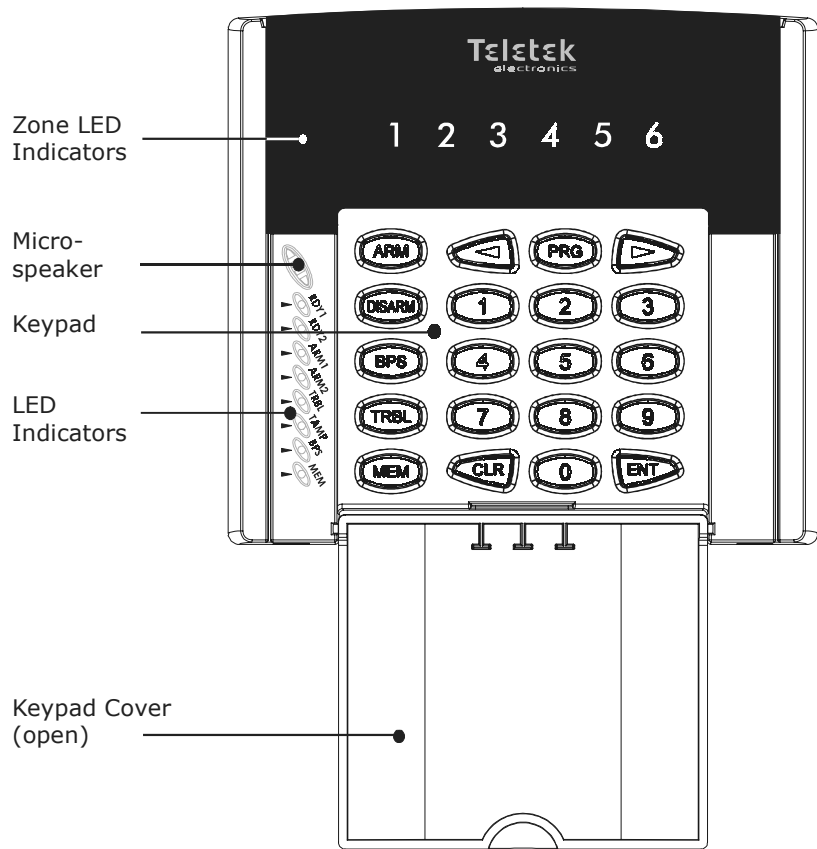 Teletek
electronics
Zone LED
Indicators
1 2 3 4 5 6
Micro-
speaker
ARM PRG
RDY1
DISARM 1 2 3
Keypad
RDY2
ARM1
BPS 4 5 6
ARM2
LED
Indicators
TRBL
TRBL 7 8 9
TAMP
BPS
MEM
MEM CLR 0 ENT
Keypad Cover
(open)